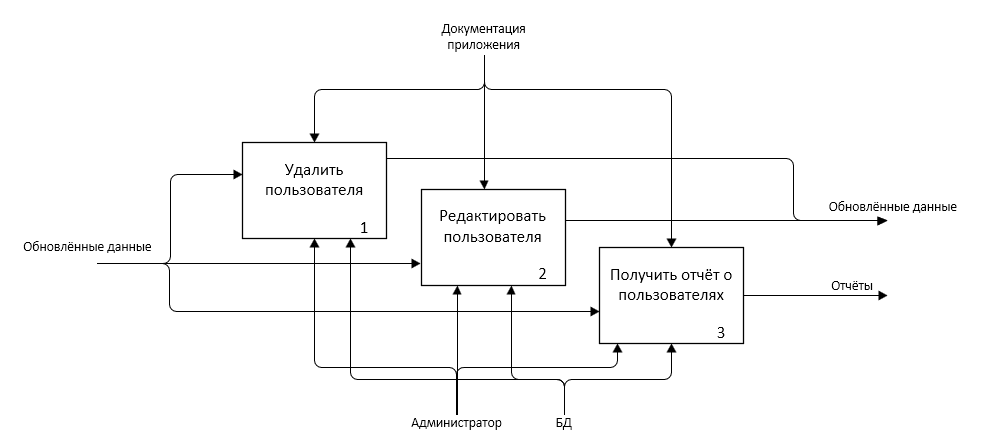 Документация
приложения
Удалить
пользователя
1
Редактировать
пользователя
2
Обновлённые данные
Обновлённые данные
Получить отчёт о
пользователях
3
Отчёты
Администратор
БД